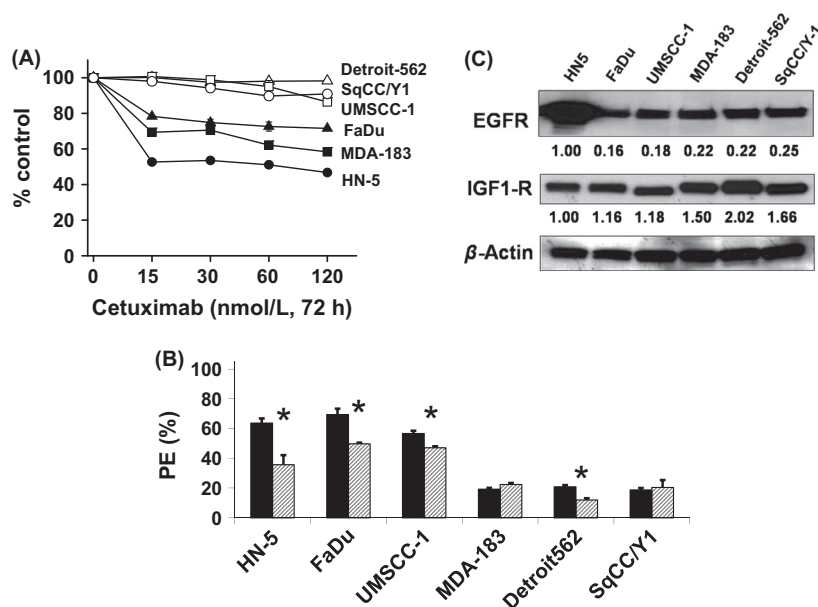 (A)
% control
100
80
60
40
20
0
0 15 30 60 120
Cetuximab (nmol/L, 72 h)
Detroit-562
SqCC/Y1
UMSCC-1
FaDu
MDA-183
HN-5
(C)
HN5 FaDu UMSCC-1 MDA-183 Detroit-562 SqCC/Y-1
EGFR
1.00 0.16 0.18 0.22 0.22 0.25
IGF1-R
1.00 1.16 1.18 1.50 2.02 1.66
β-Actin
(B)
PE (%)
100
80
60
40
20
0
* * * *
HN-5 FaDu UMSCC-1 MDA-183 Detroit562 SqCC/Y1